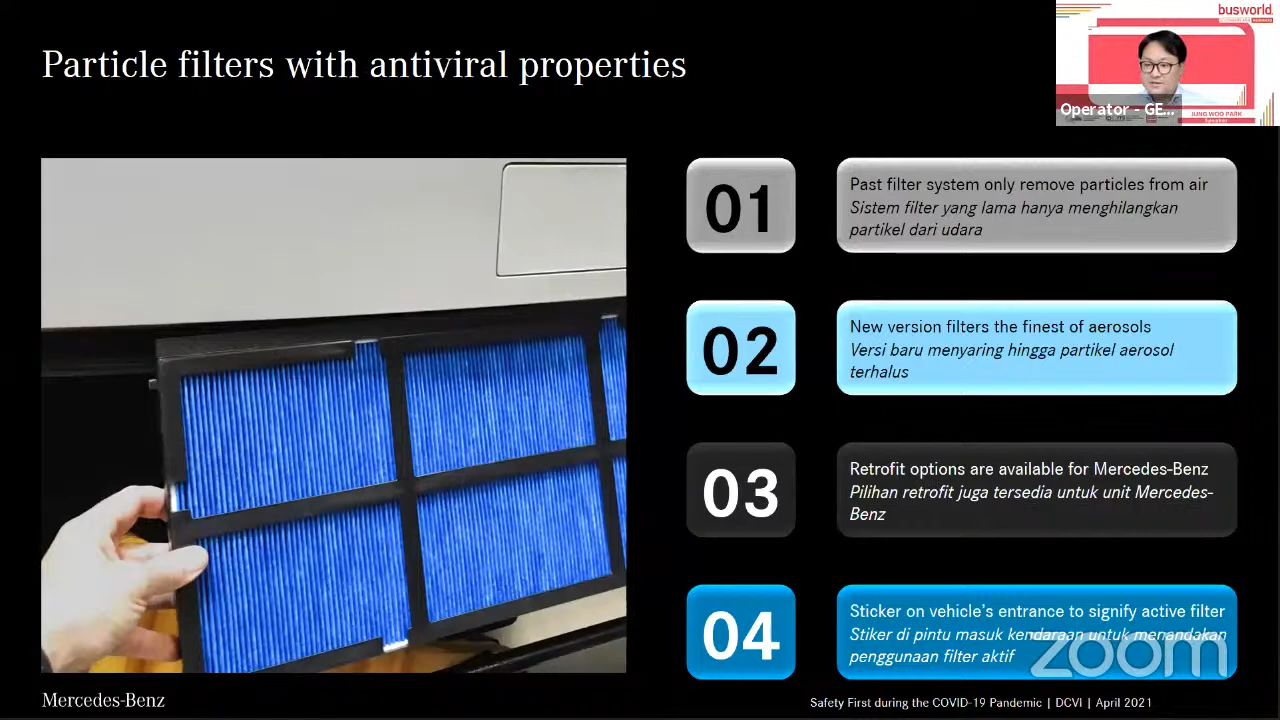 Particle filters with antiviral properties
busworld
Operator - GE...
JUNG WOO PARK
Speaker
01
Past filter system only remove particles from air
Sistem filter yang lama hanya menghilangkan
partikel dari udara
02
New version filters the finest of aerosols
Versi baru menyaring hingga partikel aerosol
terhalus
03
Retrofit options are available for Mercedes-Benz
Pilihan retrofit juga tersedia untuk unit Mercedes-
Benz
04
Sticker on vehicle's entrance to signify active filter
Stiker di pintu masuk kendaraan untuk menandakan
penggunaan filter aktif
zoom
Mercedes-Benz
Safety First during the COVID-19 Pandemic | DCVI | April 2021